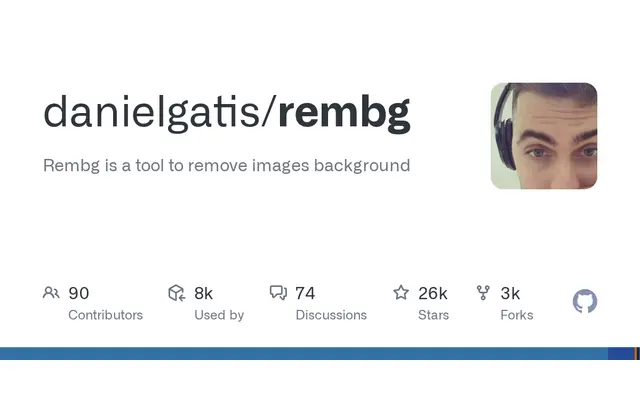 danielgatis/rembg
Rembg is a tool to remove images background
90
Contributors
8k
Used by
74
Discussions
26k
Stars
3k
Forks